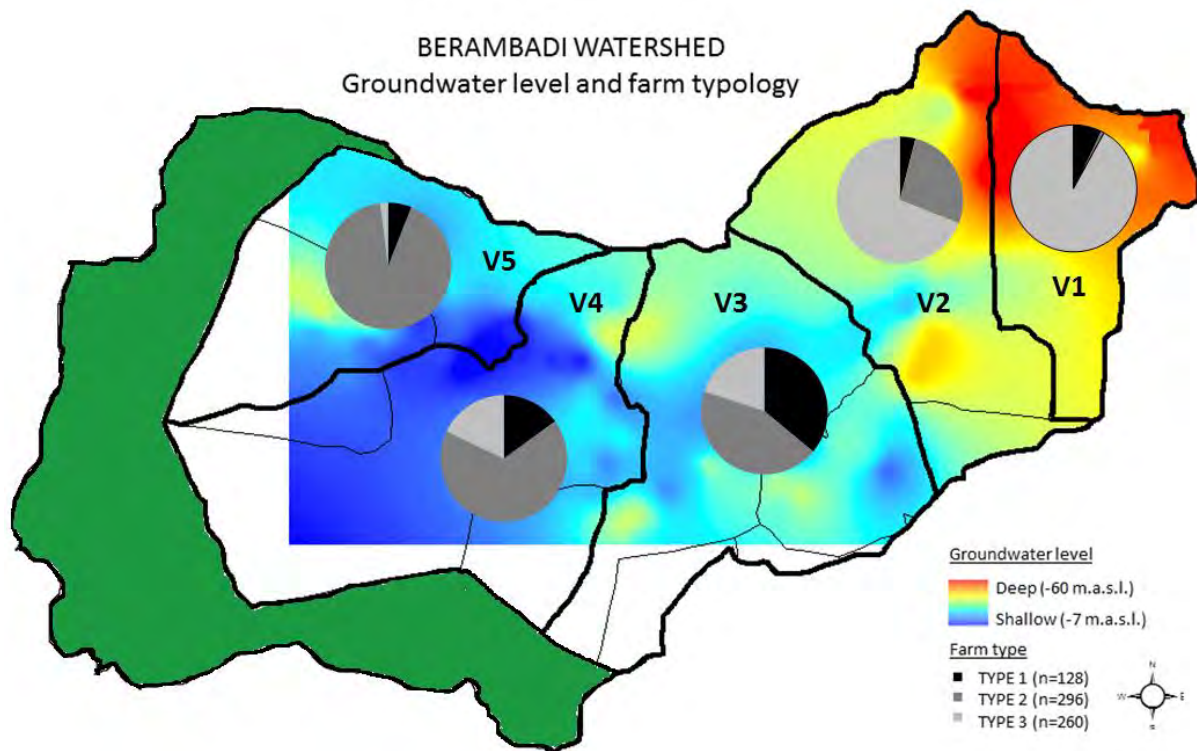 BERAMBADI WATERSHED
Groundwater level and farm typology
V5
V4
V3
V2
V1
Groundwater level
Deep (-60 m.a.s.l.)
Shallow (-7 m.a.s.l.)
Farm type
TYPE 1 (n=128)
TYPE 2 (n=296)
TYPE 3 (n=260)
N
W
E
S